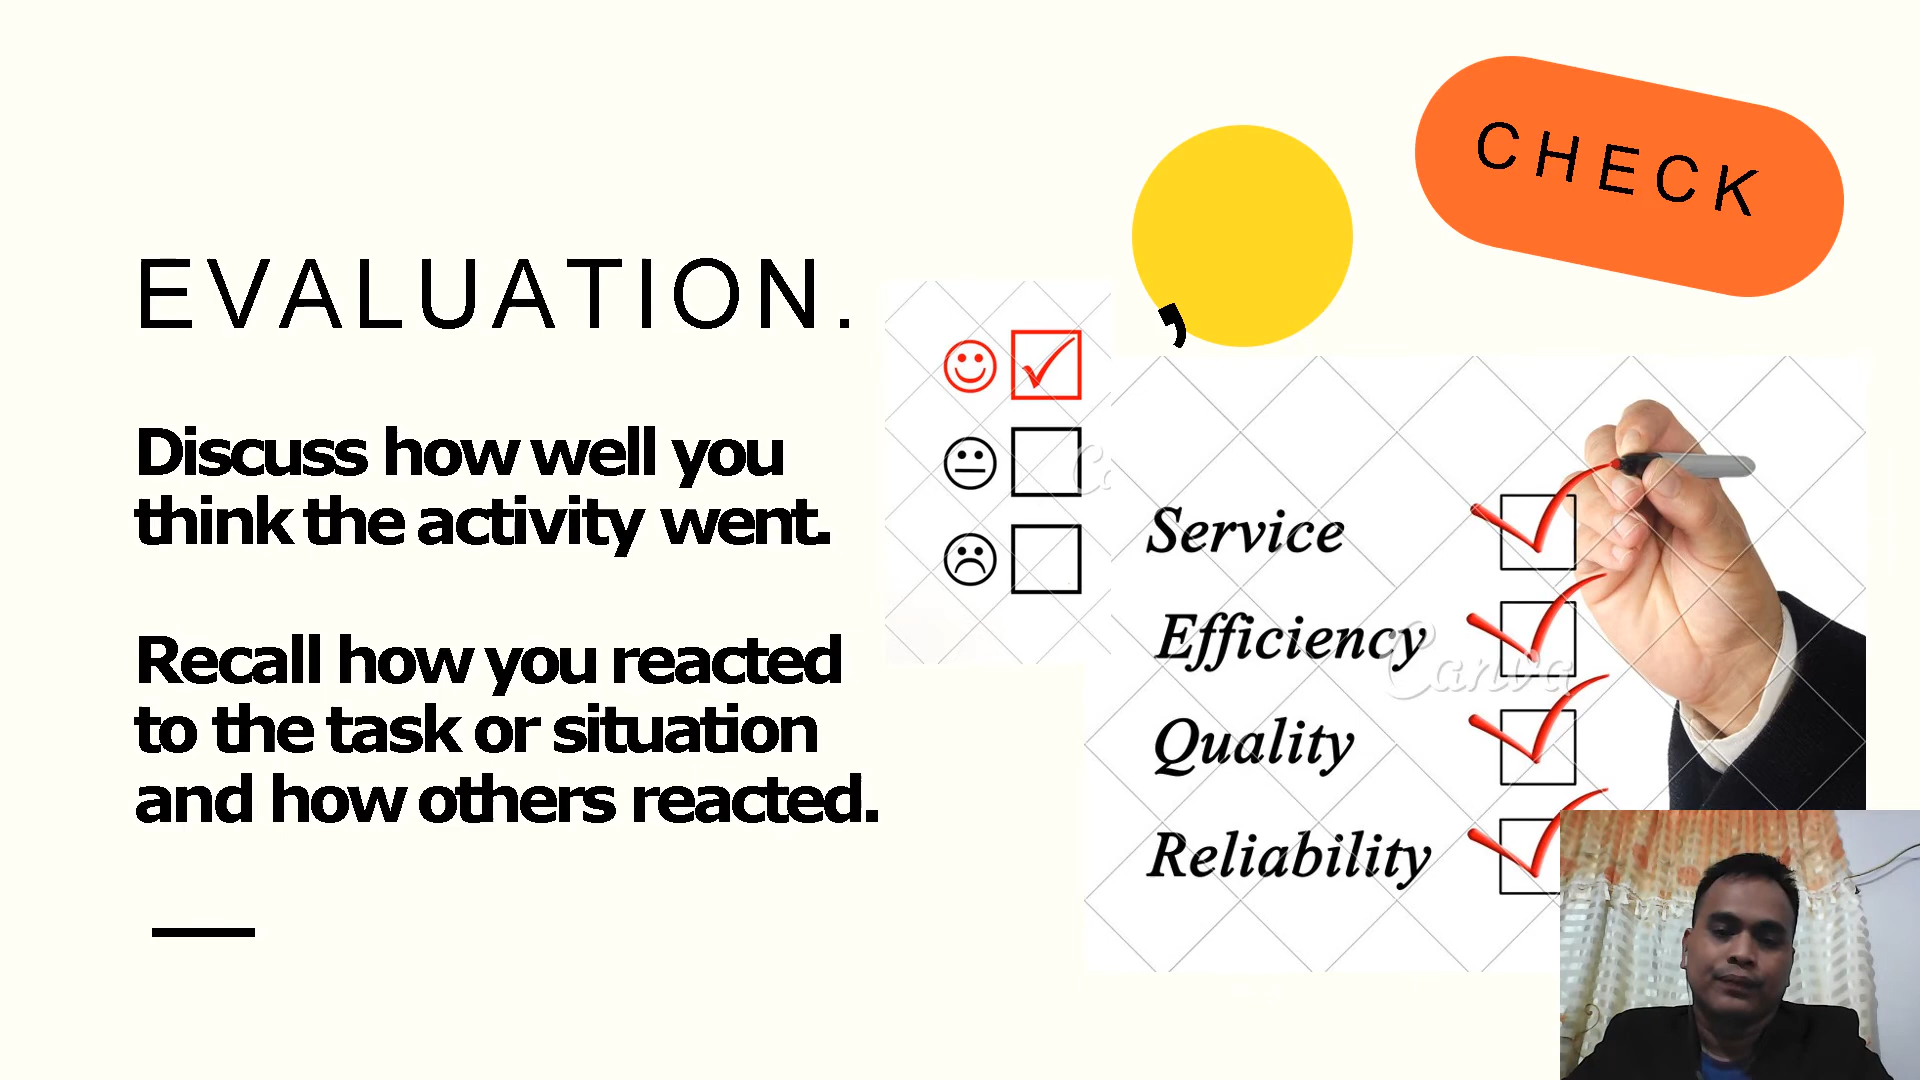 CHECK
EVALUATION.
,
Discuss how well you
think the activity went.
Recall how you reacted
to the task or situation
and how others reacted.
Service
Efficiency
Canva
Quality
Reliability